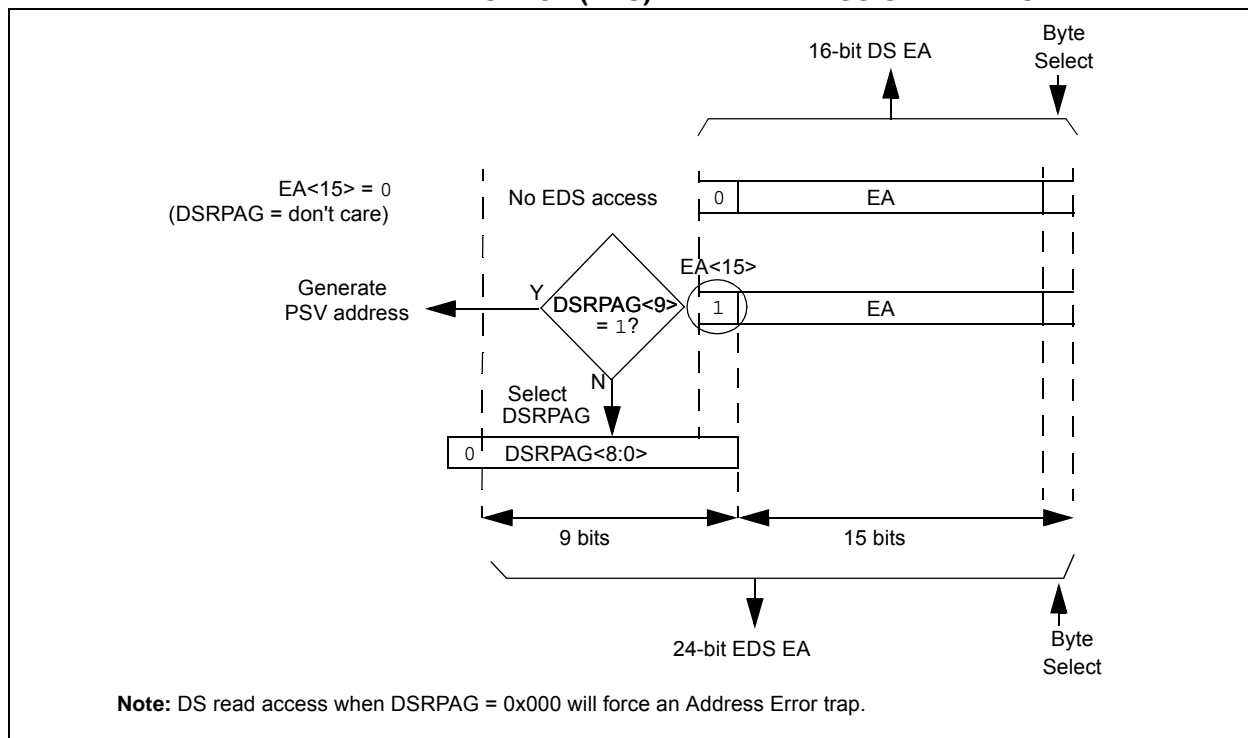 Byte
Select
16-bit DS EA
EA<15> = 0
(DSRPAG = don't care)
No EDS access
0
EA
EA<15>
Generate
PSV address
Y
DSRPAG<9>
= 1?
1
EA
N
Select
DSRPAG
0
DSRPAG<8:0>
9 bits
15 bits
24-bit EDS EA
Byte
Select
Note: DS read access when DSRPAG = 0x000 will force an Address Error trap.